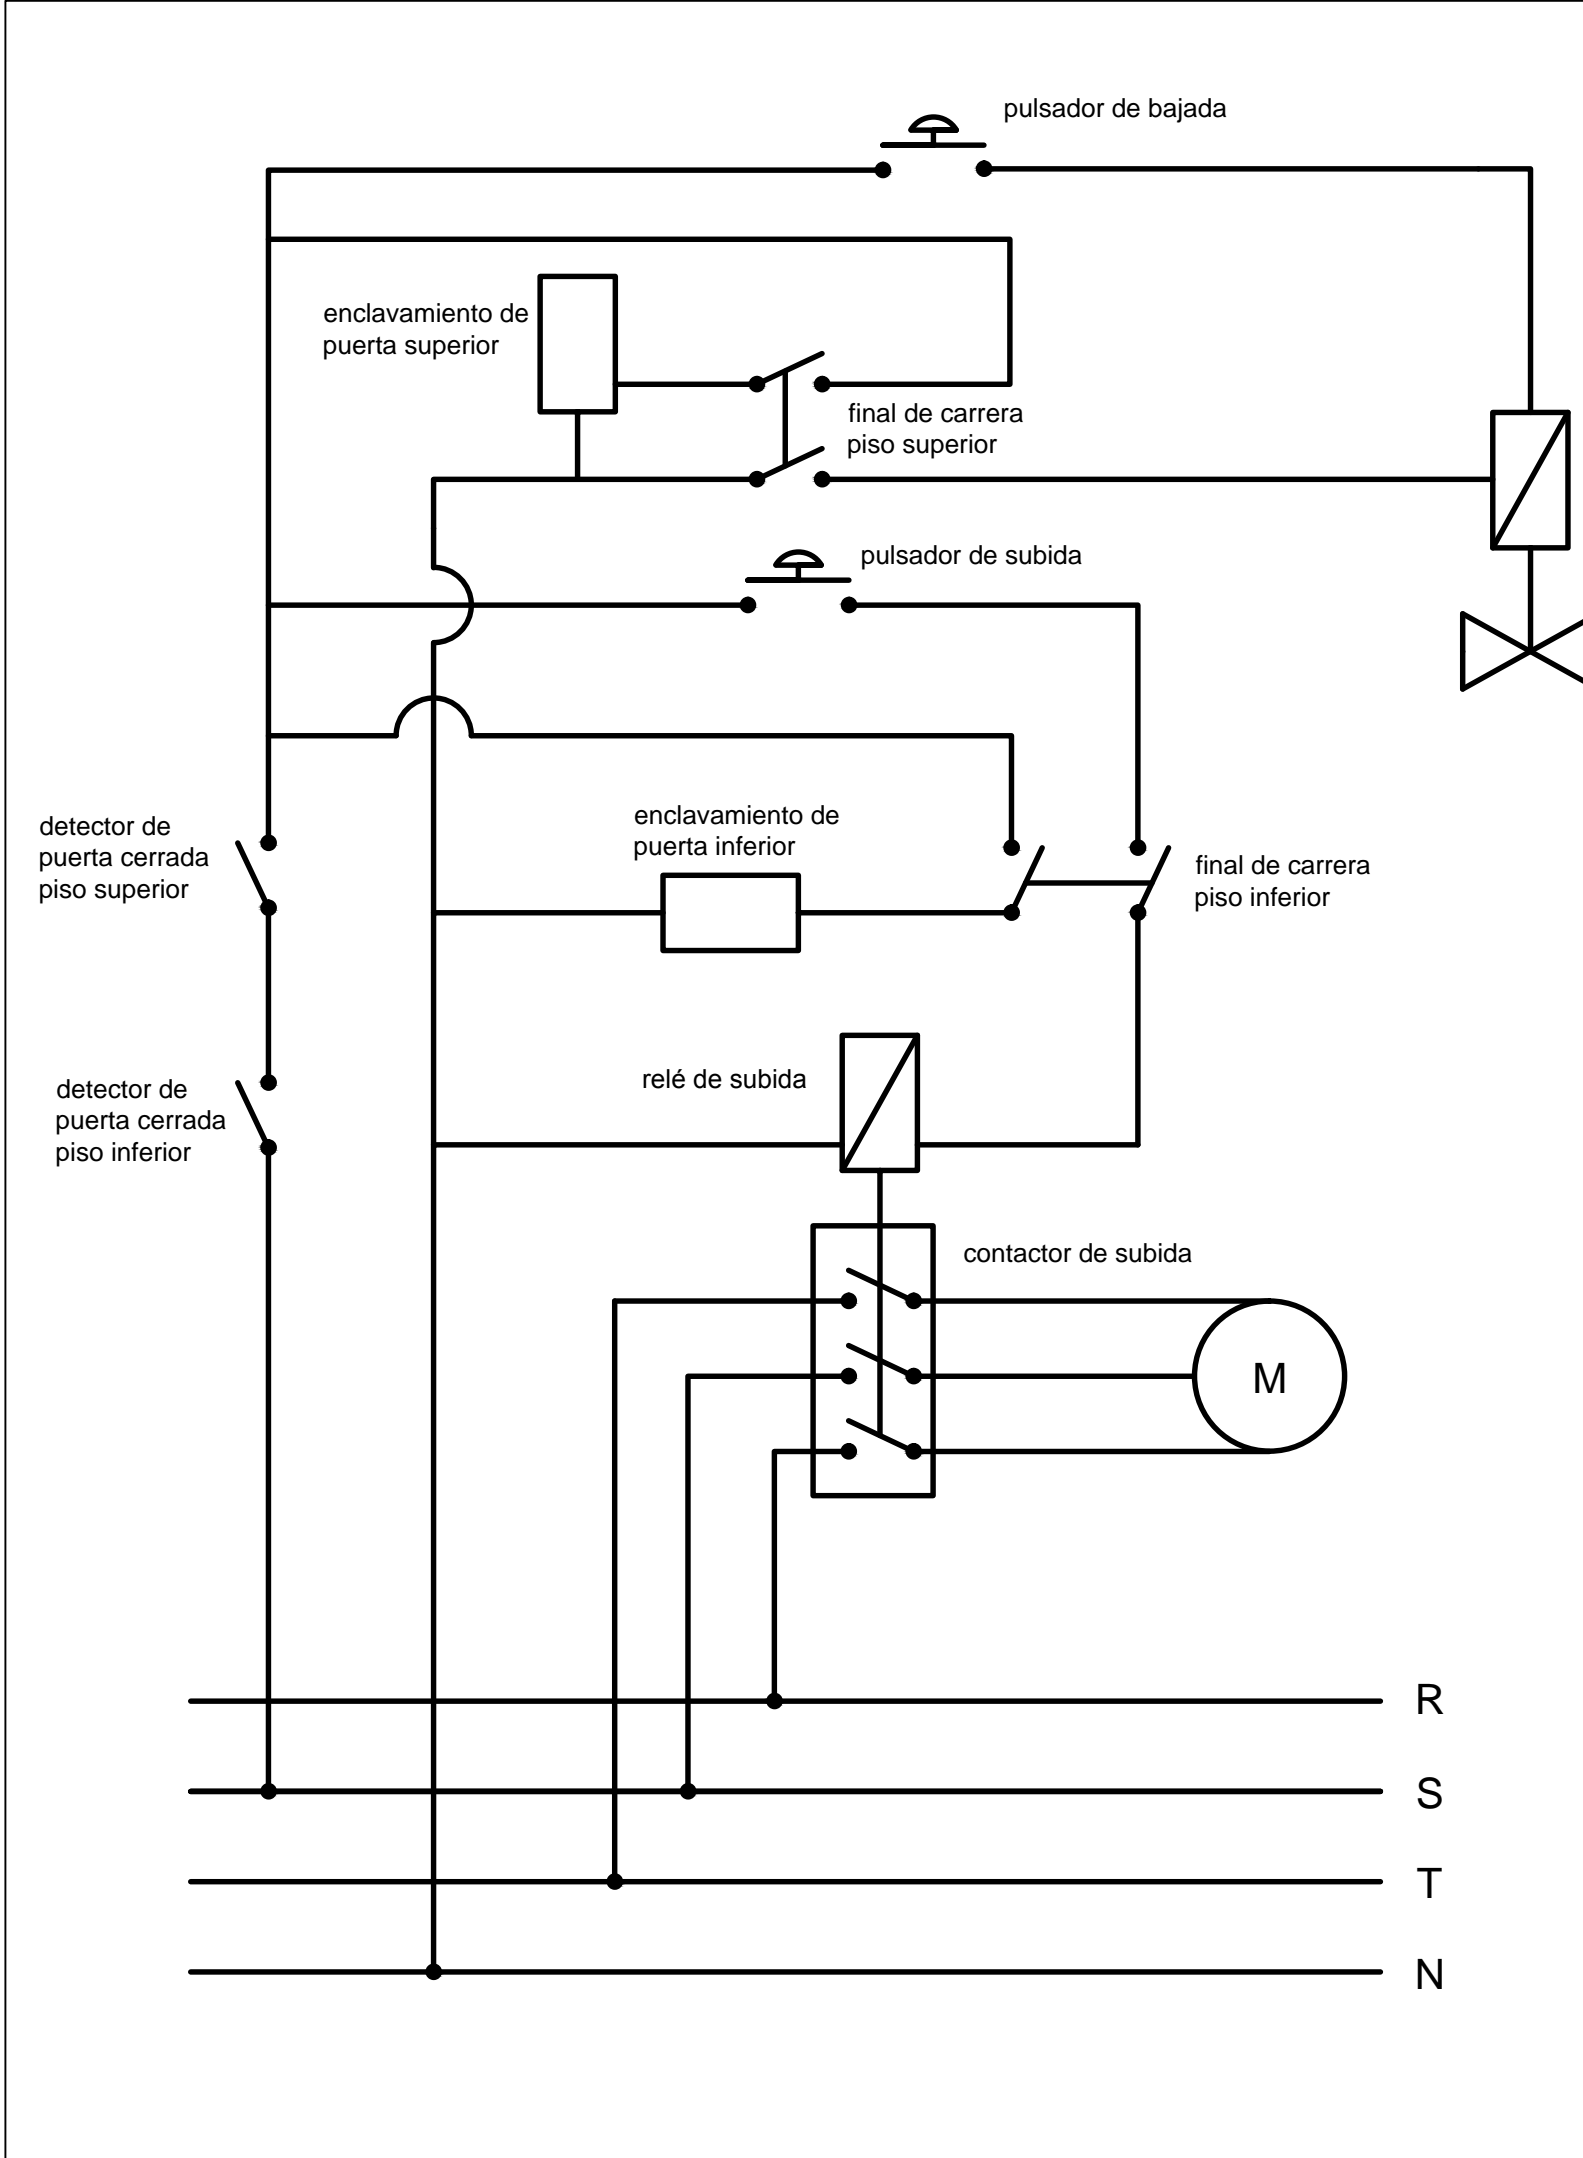 pulsador de bajada
enclavamiento de
puerta superior
final de carrera
piso superior
pulsador de subida
detector de
puerta cerrada
piso superior
enclavamiento de
puerta inferior
final de carrera
piso inferior
detector de
puerta cerrada
piso inferior
relé de subida
contactor de subida
M
R
S
T
N